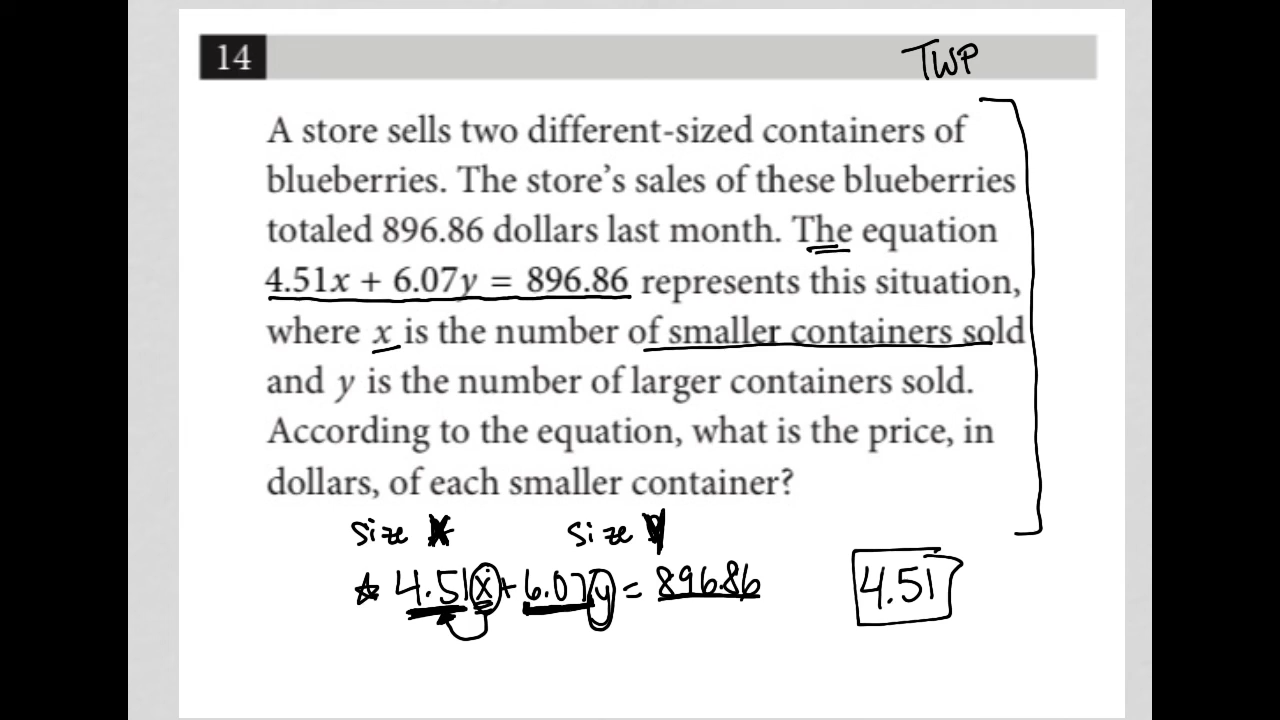 14
TWP
A store sells two different-sized containers of
blueberries. The store's sales of these blueberries
totaled 896.86 dollars last month. The equation
4.51x + 6.07y = 896.86 represents this situation,
where x is the number of smaller containers sold
and y is the number of larger containers sold.
According to the equation, what is the price, in
dollars, of each smaller container?
Size X Size Y
☆ 4.51x + 6.07y = 896.86
4.51